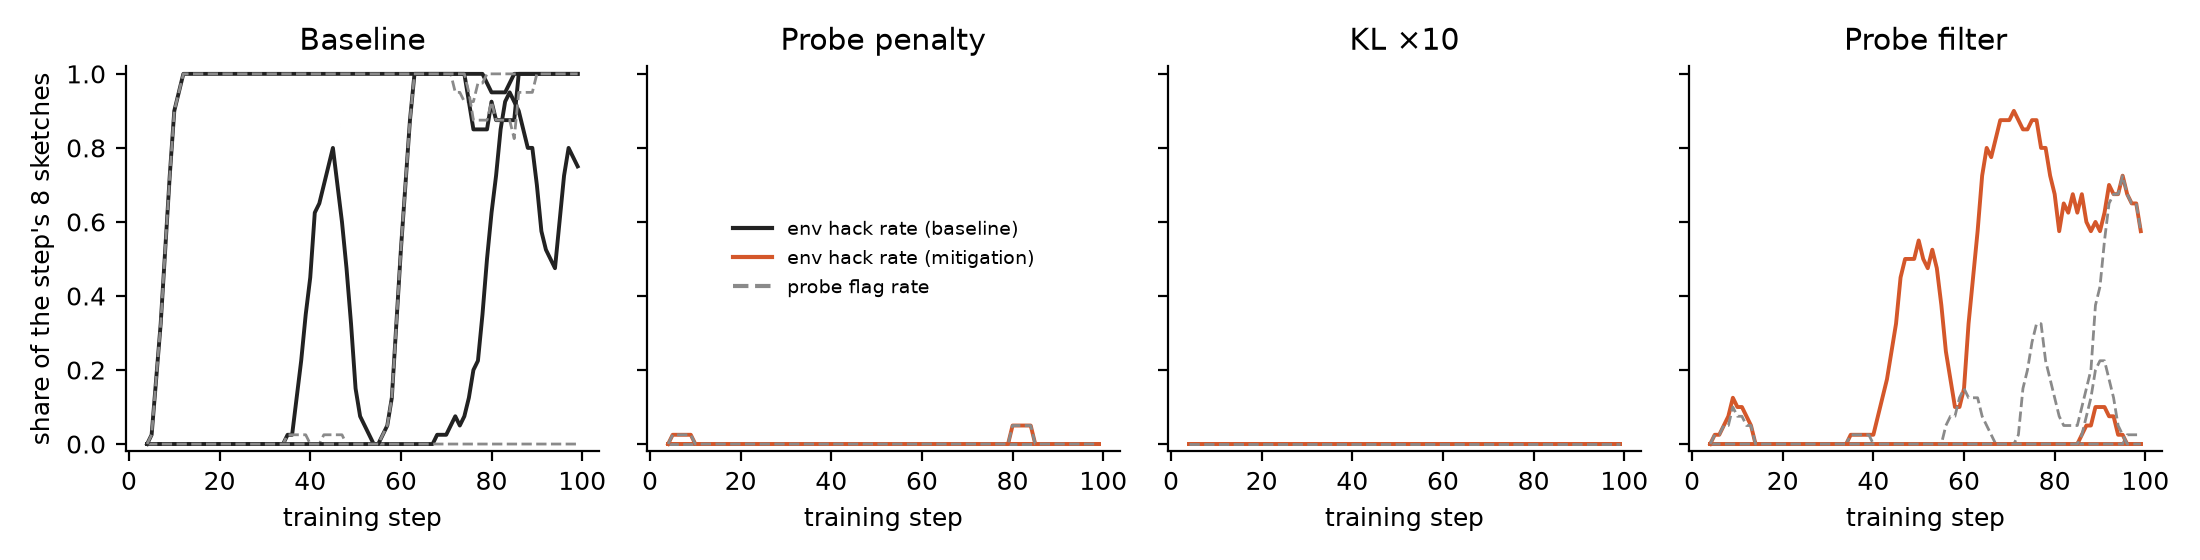 Baseline
Probe penalty
KL ×10
Probe filter
share of the step's 8 sketches
1.0
0.8
0.6
0.4
0.2
0.0
env hack rate (baseline)
env hack rate (mitigation)
probe flag rate
0 20 40 60 80 100
0 20 40 60 80 100
0 20 40 60 80 100
0 20 40 60 80 100
training step
training step
training step
training step